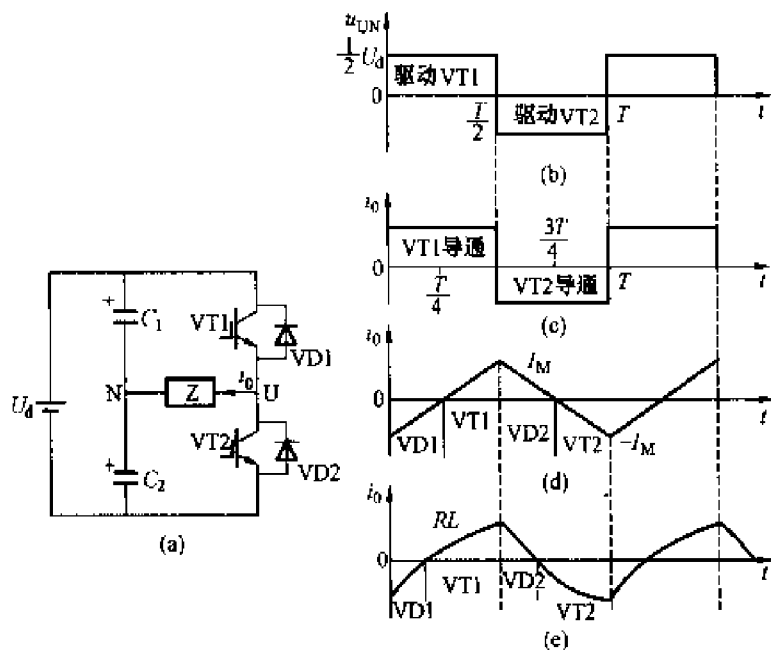 u_UN
1/2 U_d
驱动VT1
0
T/2
驱动VT2
T
t
(b)
i_0
VT1导通
3T/4
0
T/4
VT2导通
T
t
(c)
i_0
I_M
0
VD1
VT1
VD2
VT2
-I_M
t
(d)
i_0
RL
0
VD1
VT1
VD2
VT2
t
(e)
+
C_1
VT1
VD1
N
Z
i_0
U
U_d
+
C_2
VT2
VD2
(a)